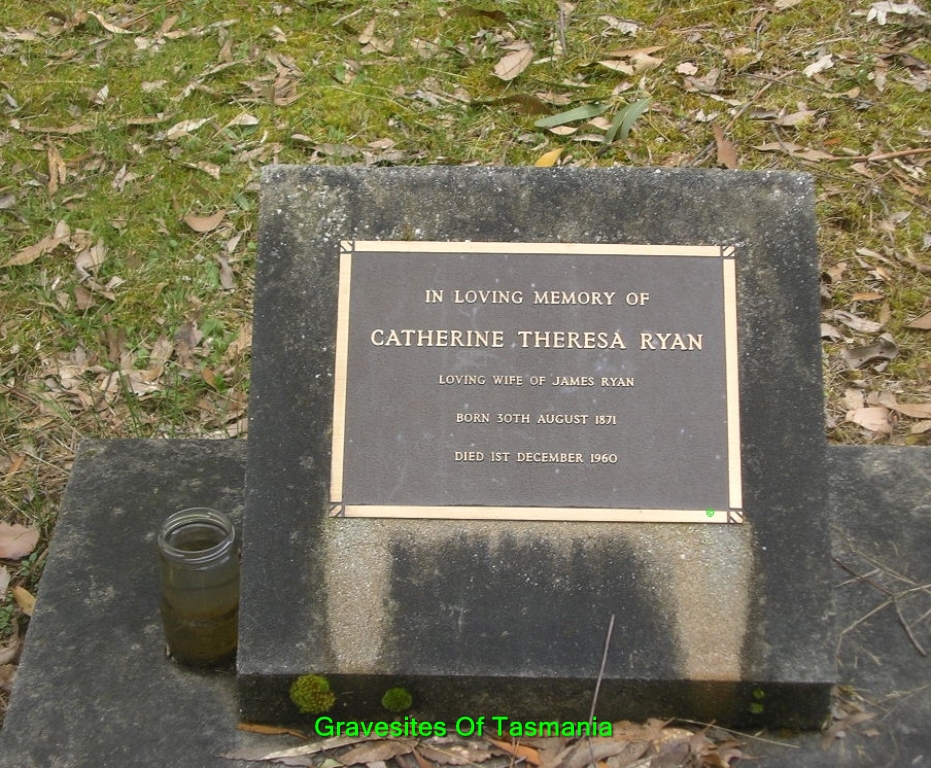 IN LOVING MEMORY OF
CATHERINE THERESA RYAN
LOVING WIFE OF JAMES RYAN
BORN 30TH AUGUST 1871
DIED 1ST DECEMBER 1960
Gravesites Of Tasmania